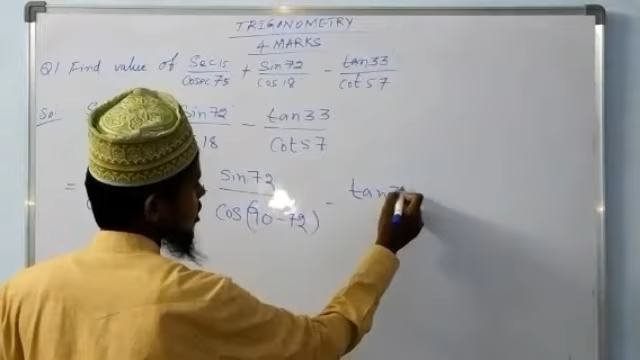 TRIGONOMETRY
4 MARKS
Q1 Find value of Sec15/Cosec75 + Sin72/Cos18 - tan33/Cot57
Sol: Sin72/18 - tan33/Cot57
= Sin72/Cos(90-72) - tan